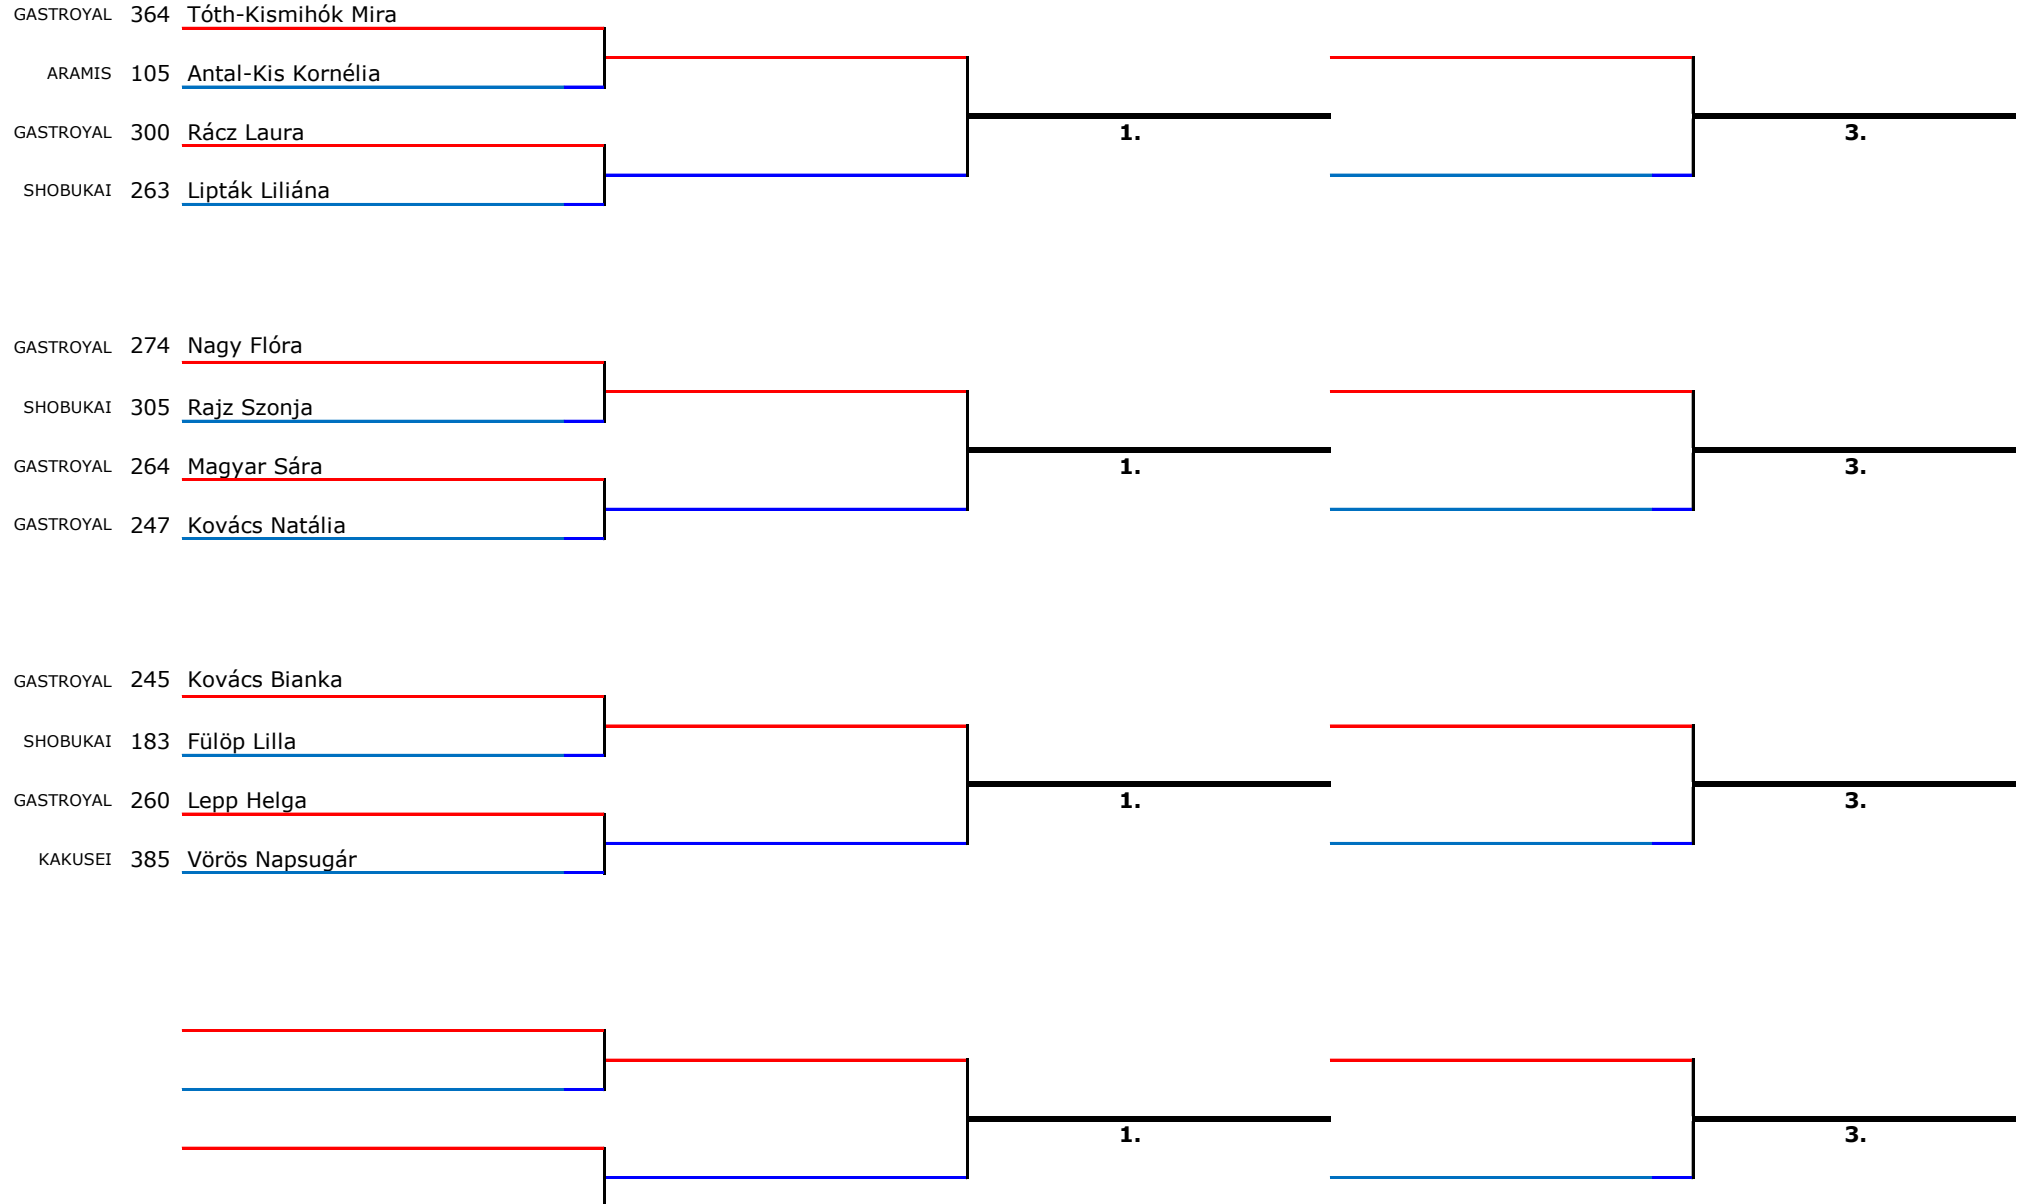 GASTROYAL 364 Tóth-Kismihók Mira
ARAMIS 105 Antal-Kis Kornélia
1. 3.
GASTROYAL 300 Rácz Laura
SHOBUKAI 263 Lipták Liliána
GASTROYAL 274 Nagy Flóra
SHOBUKAI 305 Rajz Szonja
1. 3.
GASTROYAL 264 Magyar Sára
GASTROYAL 247 Kovács Natália
GASTROYAL 245 Kovács Bianka
SHOBUKAI 183 Fülöp Lilla
1. 3.
GASTROYAL 260 Lepp Helga
KAKUSEI 385 Vörös Napsugár
1. 3.